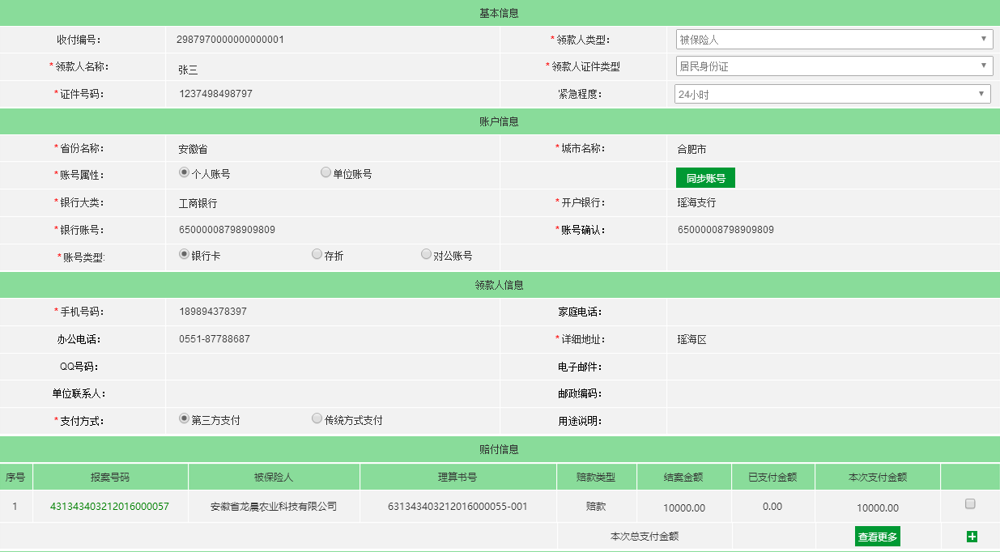 基本信息
收付编号： 2987970000000000001 *领款人类型： 被保险人
*领款人名称： 张三 *领款人证件类型 居民身份证
*证件号码： 1237498498797 紧急程度： 24小时
账户信息
*省份名称： 安徽省 *城市名称： 合肥市
*账号属性： 个人账号 单位账号 同步账号
*银行大类： 工商银行 *开户银行： 瑶海支行
*银行账号： 65000008798909809 *账号确认： 65000008798909809
*账号类型: 银行卡 存折 对公账号
领款人信息
*手机号码： 189894378397 家庭电话：
办公电话： 0551-87788687 *详细地址： 瑶海区
QQ号码： 电子邮件：
单位联系人： 邮政编码：
*支付方式： 第三方支付 传统方式支付 用途说明：
赔付信息
序号 报案号码 被保险人 理算书号 赔款类型 结案金额 已支付金额 本次支付金额
1 431343403212016000057 安徽省龙晨农业科技有限公司 631343403212016000055-001 赔款 10000.00 0.00 10000.00
本次总支付金额 查看更多